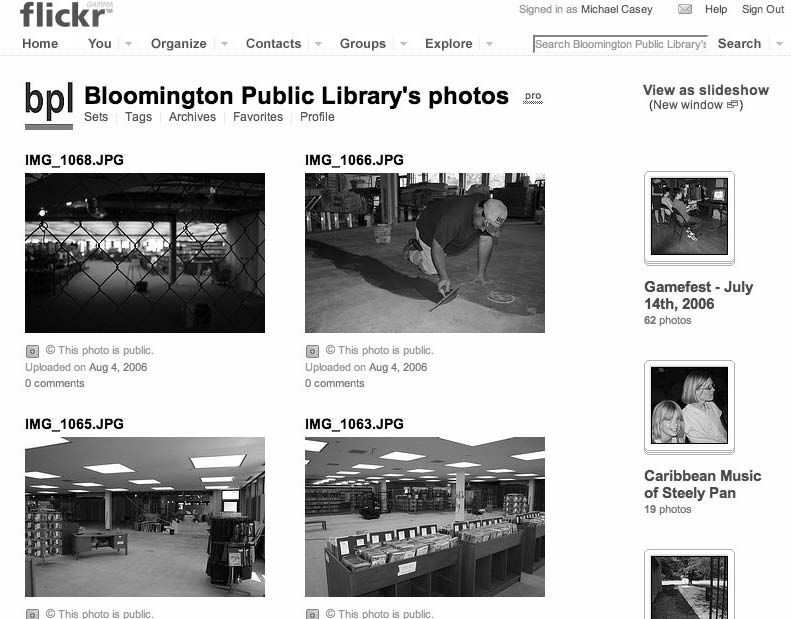 flickr GAMMA™
Signed in as Michael Casey Help Sign Out
Home You Organize Contacts Groups Explore Search Bloomington Public Library's Search
bpl Bloomington Public Library's photos pro
Sets Tags Archives Favorites Profile
View as slideshow
(New window)
IMG_1068.JPG
© This photo is public.
Uploaded on Aug 4, 2006
0 comments
IMG_1066.JPG
© This photo is public.
Uploaded on Aug 4, 2006
0 comments
IMG_1065.JPG
© This photo is public.
IMG_1063.JPG
© This photo is public.
Gamefest - July
14th, 2006
62 photos
Caribbean Music
of Steely Pan
19 photos